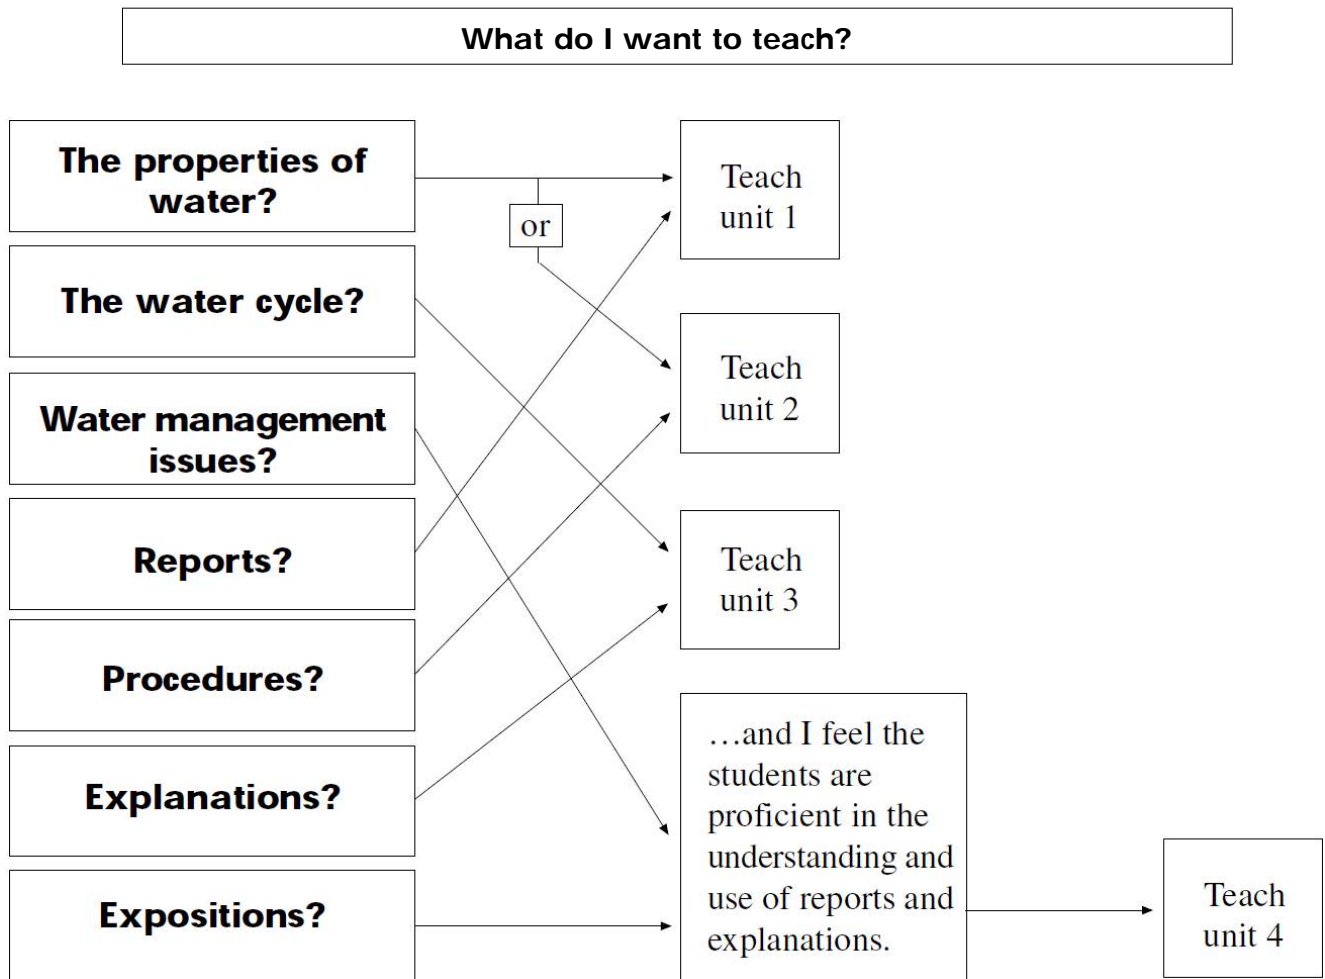 What do I want to teach?
The properties of
water?
or
Teach
unit 1
The water cycle?
Teach
unit 2
Water management
issues?
Reports?
Teach
unit 3
Procedures?
Explanations?
Expositions?
…and I feel the
students are
proficient in the
understanding and
use of reports and
explanations.
Teach
unit 4